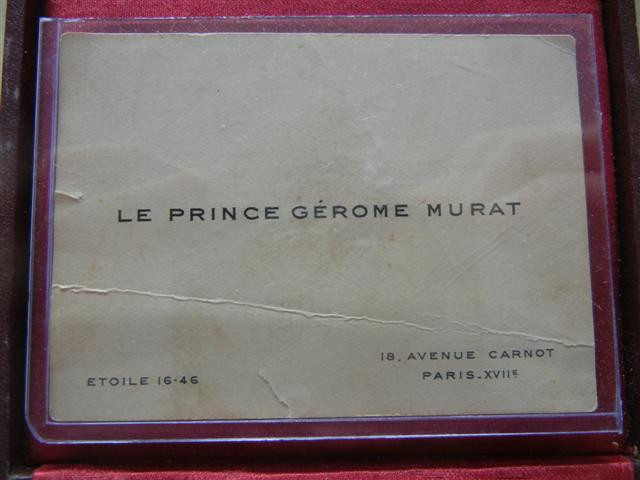 LE PRINCE GÉROME MURAT
ETOILE 16-46
18, AVENUE CARNOT
PARIS-XVIIE